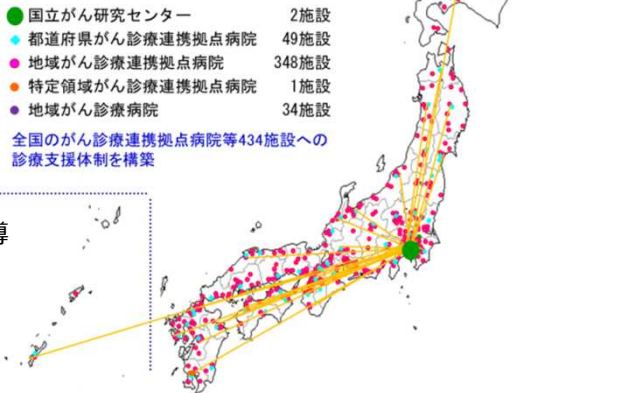 国立がん研究センター 2施設
都道府県がん診療連携拠点病院 49施設
地域がん診療連携拠点病院 348施設
特定領域がん診療連携拠点病院 1施設
地域がん診療病院 34施設
全国のがん診療連携拠点病院等434施設への
診療支援体制を構築
導